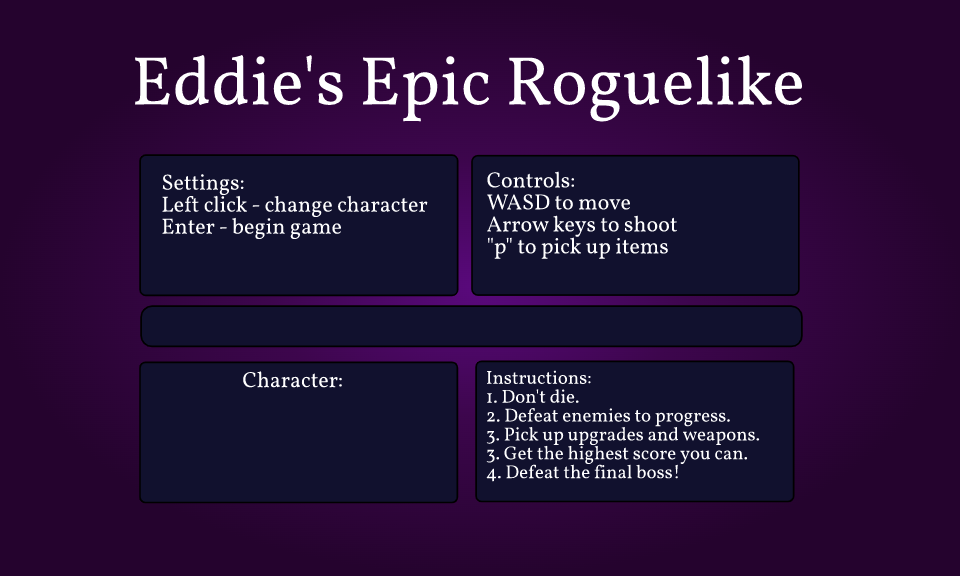 Eddie's Epic Roguelike
Settings:
Left click - change character
Enter - begin game
Controls:
WASD to move
Arrow keys to shoot
"p" to pick up items
Character:
Instructions:
1. Don't die.
2. Defeat enemies to progress.
3. Pick up upgrades and weapons.
3. Get the highest score you can.
4. Defeat the final boss!